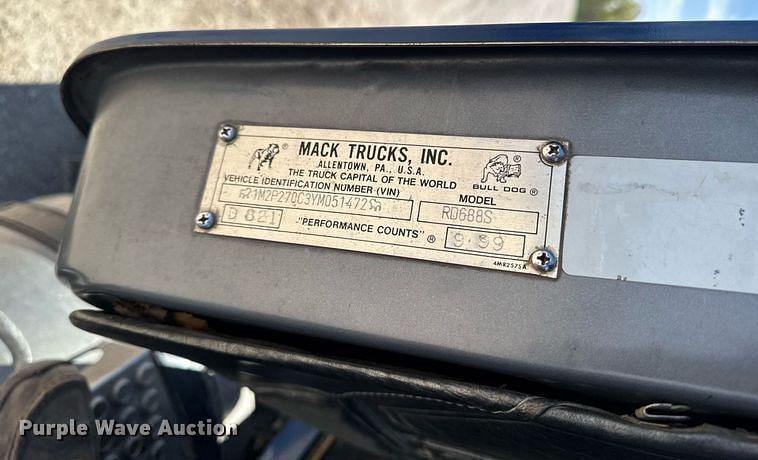 MACK TRUCKS, INC.
ALLENTOWN, PA., U.S.A.
THE TRUCK CAPITAL OF THE WORLD
BULL DOG ®
VEHICLE IDENTIFICATION NUMBER (VIN)
MODEL
1M2P270C3YM051472
RD688S
D 821
"PERFORMANCE COUNTS" ®
9-99
4MR2575A
Purple Wave Auction